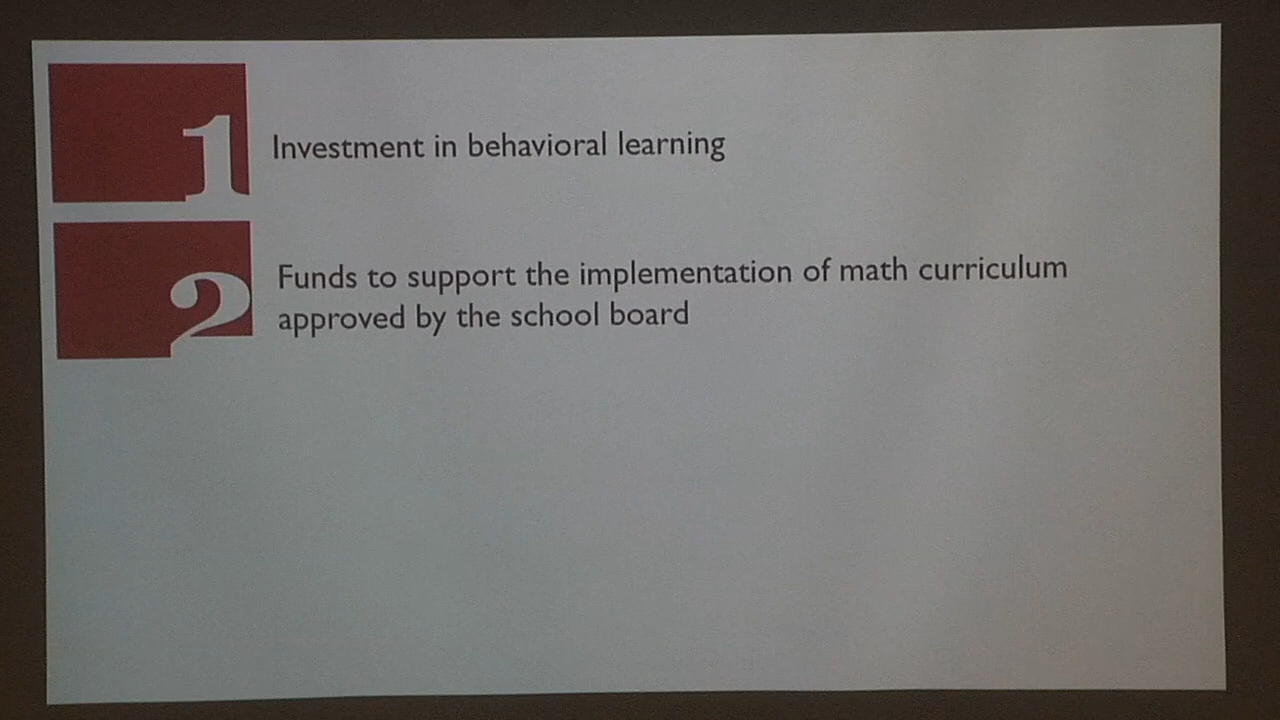 1
Investment in behavioral learning
2
Funds to support the implementation of math curriculum
approved by the school board